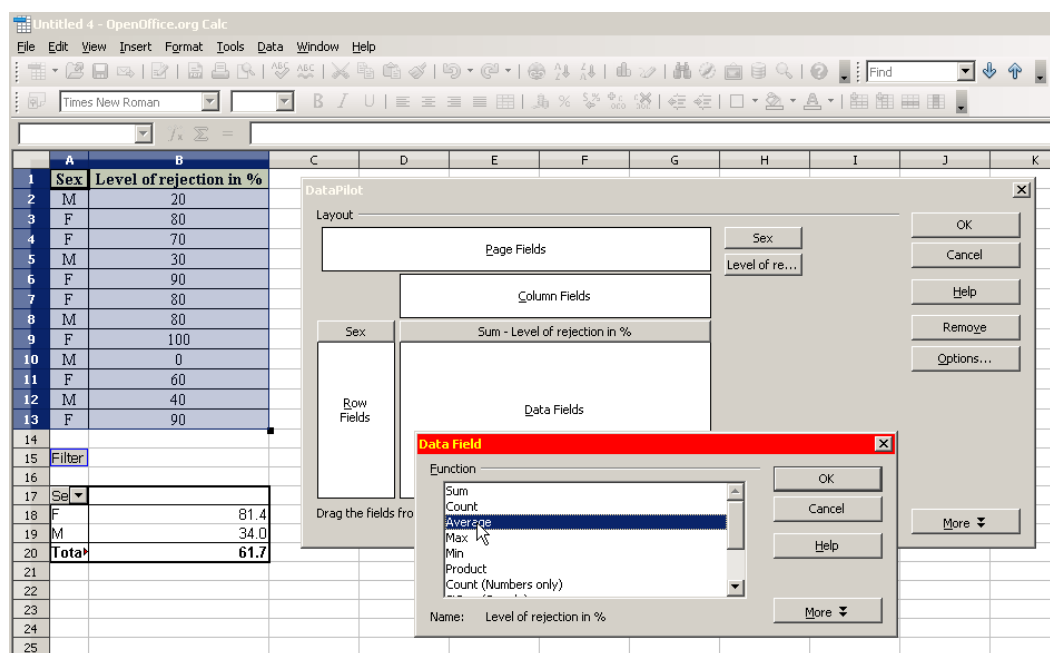 Untitled 4 - OpenOffice.org Calc
File Edit View Insert Format Tools Data Window Help
Find
Times New Roman
A B C D E F G H I J K
1 Sex Level of rejection in %
2 M 20
3 F 80
4 F 70
5 M 30
6 F 90
7 F 80
8 M 80
9 F 100
10 M 0
11 F 60
12 M 40
13 F 90
14
15 Filter
16
17 Se
18 F 81.4
19 M 34.0
20 Tota 61.7
21
22
23
24
25
DataPilot
Layout
Page Fields
Column Fields
Sex
Sum - Level of rejection in %
Row
Fields
Data Fields
Drag the fields fro
Sex
Level of re...
OK
Cancel
Help
Remove
Options...
More
Data Field
Function
Sum
Count
Average
Max
Min
Product
Count (Numbers only)
Name: Level of rejection in %
OK
Cancel
Help
More